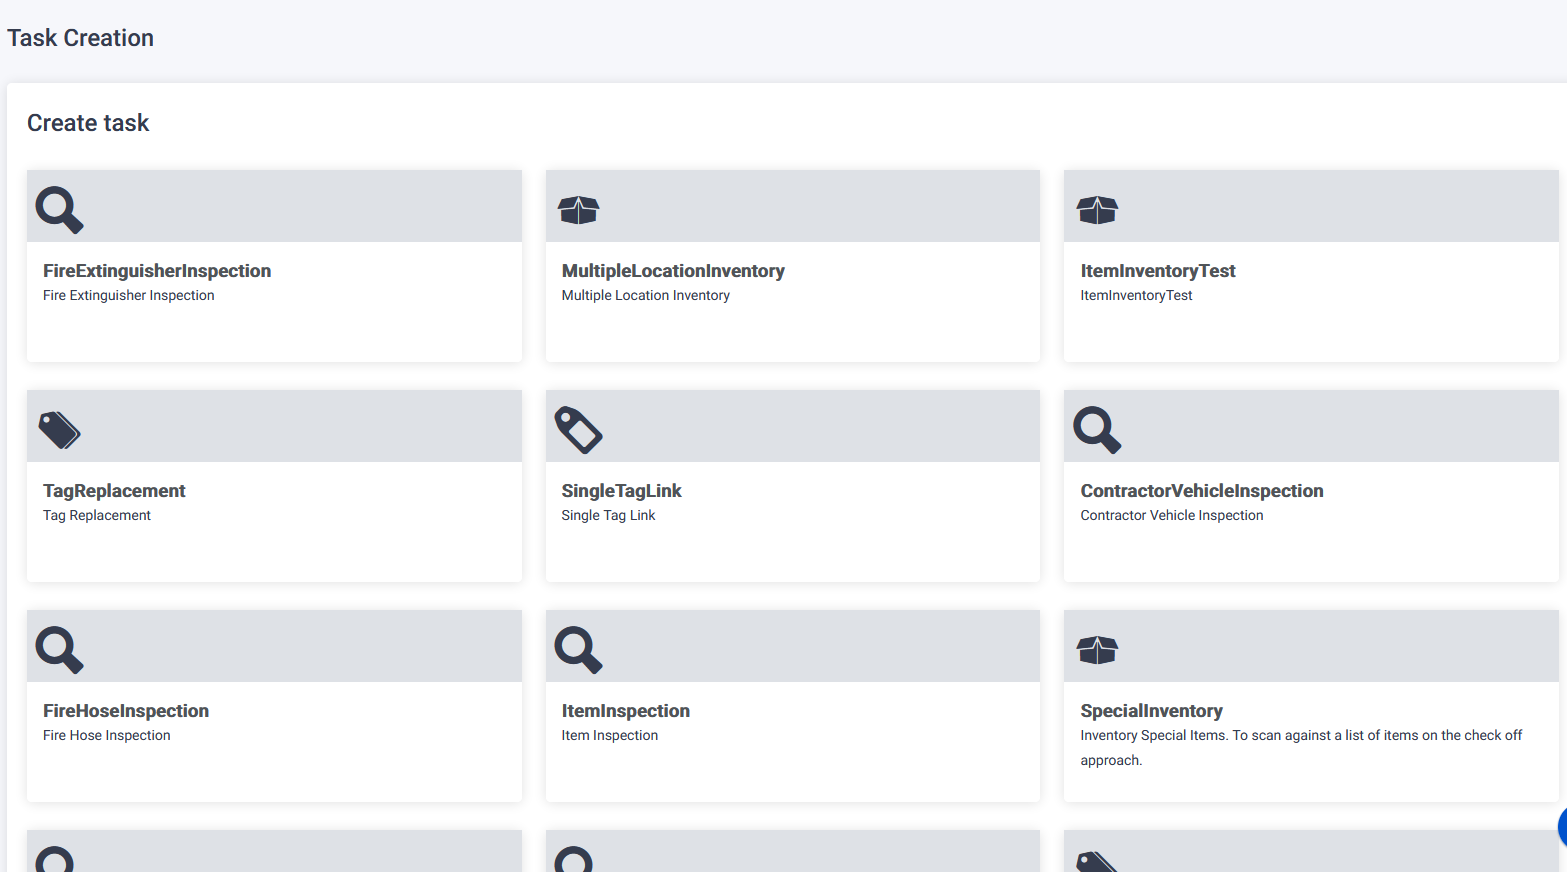 Task Creation
Create task
FireExtinguisherInspection
Fire Extinguisher Inspection
MultipleLocationInventory
Multiple Location Inventory
ItemInventoryTest
ItemInventoryTest
TagReplacement
Tag Replacement
SingleTagLink
Single Tag Link
ContractorVehicleInspection
Contractor Vehicle Inspection
FireHoseInspection
Fire Hose Inspection
ItemInspection
Item Inspection
SpecialInventory
Inventory Special Items. To scan against a list of items on the check off
approach.